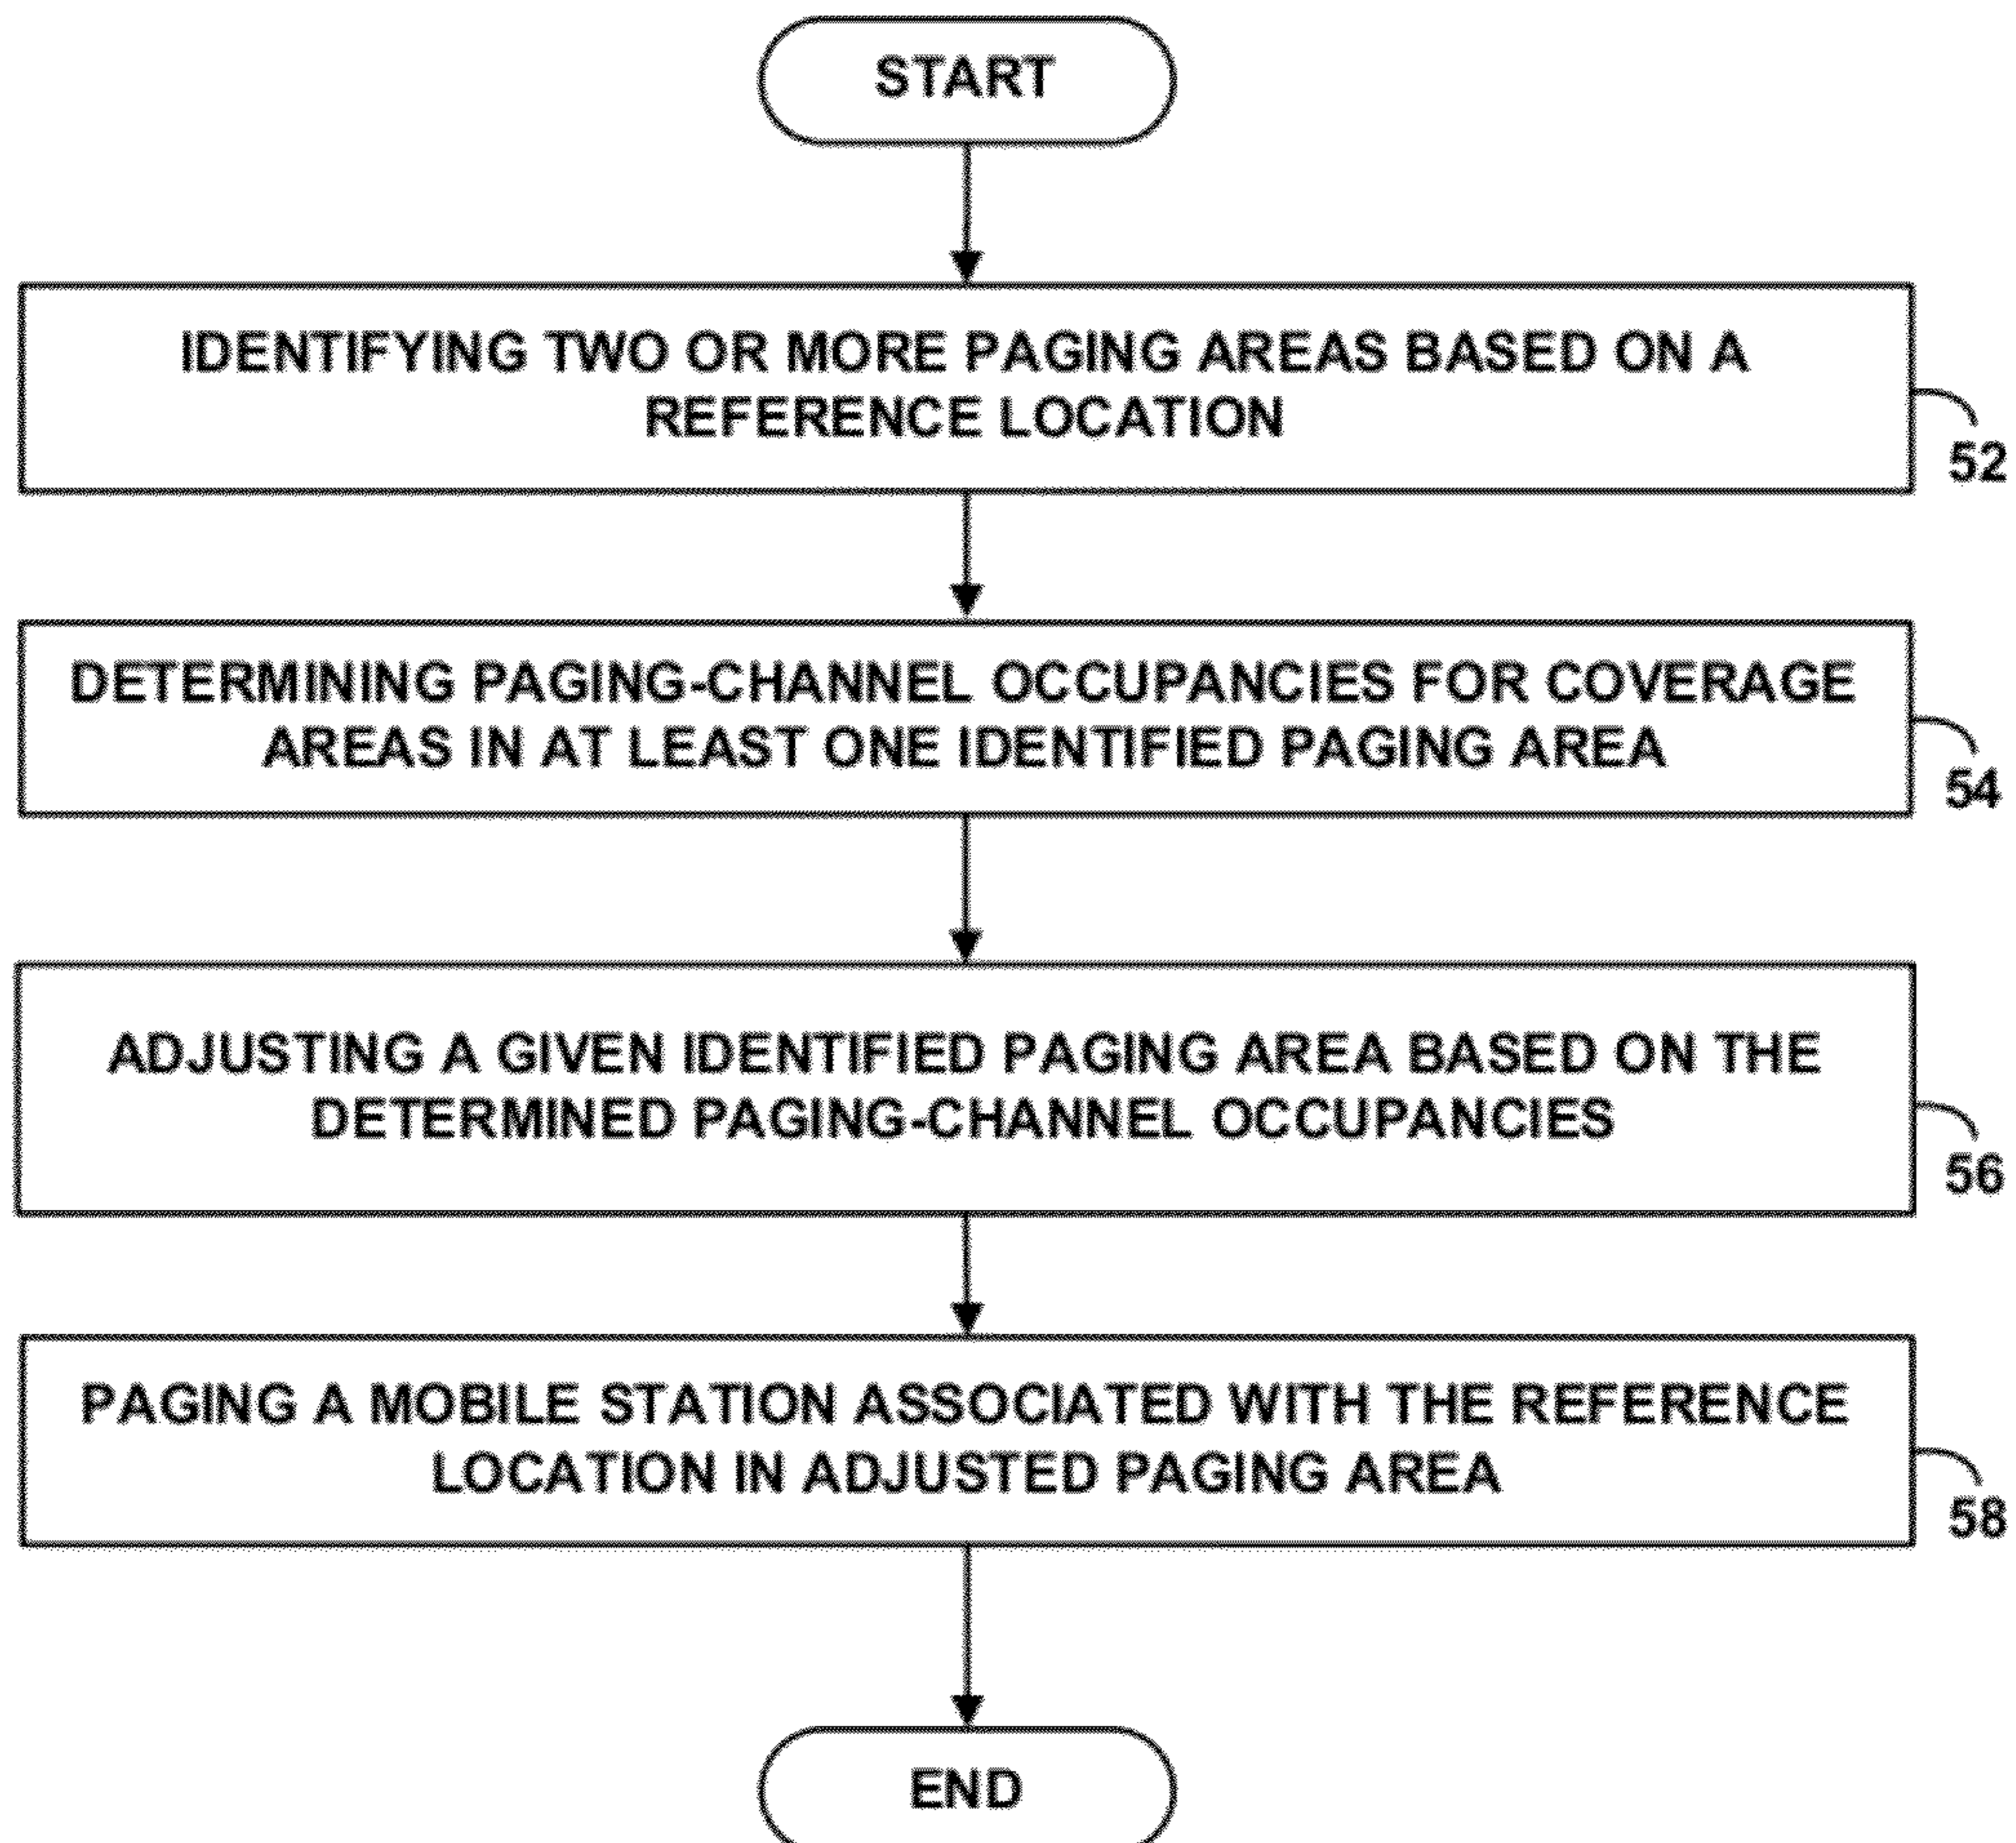 START
IDENTIFYING TWO OR MORE PAGING AREAS BASED ON A
REFERENCE LOCATION
52
DETERMINING PAGING-CHANNEL OCCUPANCIES FOR COVERAGE
AREAS IN AT LEAST ONE IDENTIFIED PAGING AREA
54
ADJUSTING A GIVEN IDENTIFIED PAGING AREA BASED ON THE
DETERMINED PAGING-CHANNEL OCCUPANCIES
56
PAGING A MOBILE STATION ASSOCIATED WITH THE REFERENCE
LOCATION IN ADJUSTED PAGING AREA
58
END